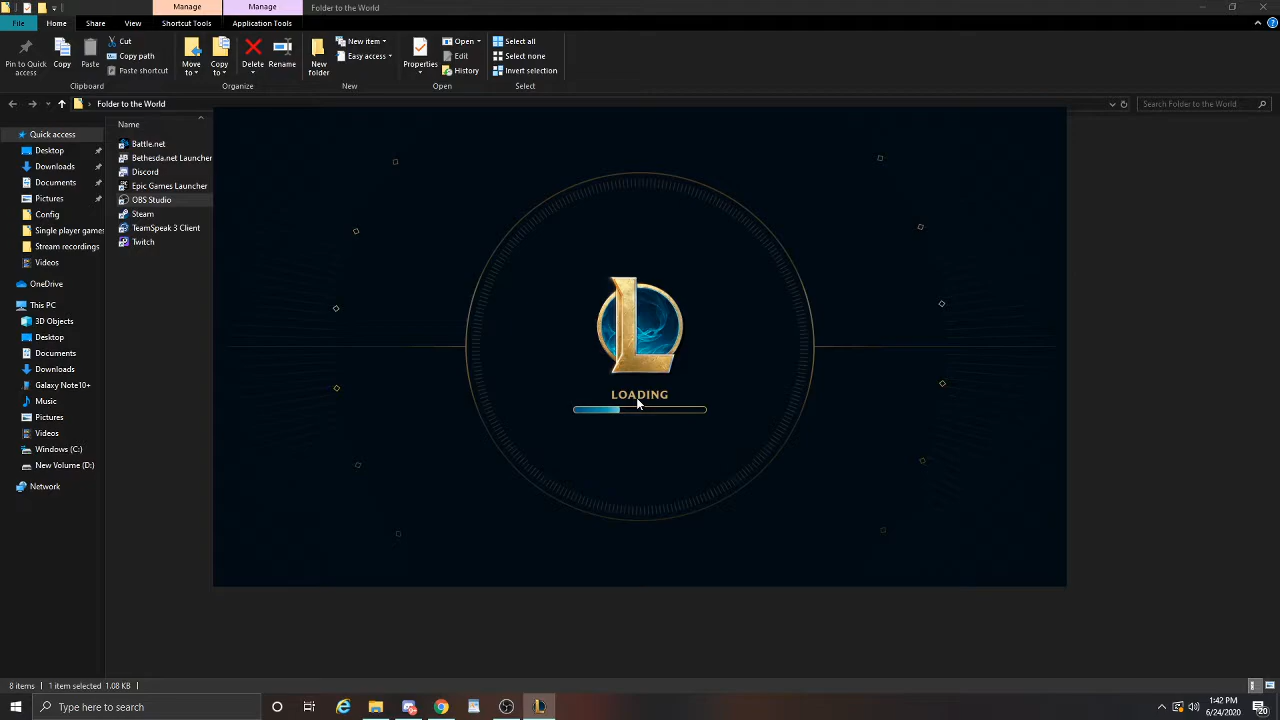 Manage
Manage
Folder to the World
File
Home
Share
View
Shortcut Tools
Application Tools
Pin to Quick access
Copy
Paste
Cut
Copy path
Paste shortcut
Clipboard
Move to
Copy to
Delete
Rename
Organize
New folder
New item
Easy access
New
Properties
Open
Edit
History
Open
Select all
Select none
Invert selection
Select
Folder to the World
Search Folder to the World
Quick access
Desktop
Downloads
Documents
Pictures
Config
Single player games
Stream recordings
Videos
OneDrive
This PC
3D Objects
Desktop
Documents
Downloads
Galaxy Note10+
Music
Pictures
Videos
Windows (C:)
New Volume (D:)
Network
Name
Battle.net
Bethesda.net Launcher
Discord
Epic Games Launcher
OBS Studio
Steam
TeamSpeak 3 Client
Twitch
LOADING
8 items
1 item selected 1.08 KB
Type here to search
1:42 PM
6/24/2020
20